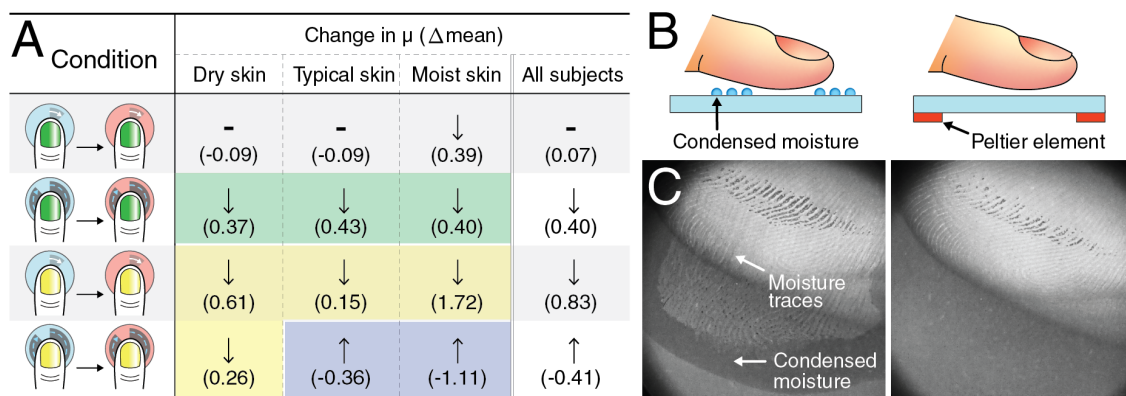 A
Condition
Change in μ (Δmean)
Dry skin Typical skin Moist skin All subjects
- - ↓ -
(-0.09) (-0.09) (0.39) (0.07)
↓ ↓ ↓ ↓
(0.37) (0.43) (0.40) (0.40)
↓ ↓ ↓ ↓
(0.61) (0.15) (1.72) (0.83)
↓ ↑ ↑ ↑
(0.26) (-0.36) (-1.11) (-0.41)
B
Condensed moisture
Peltier element
C
Moisture
traces
Condensed
moisture